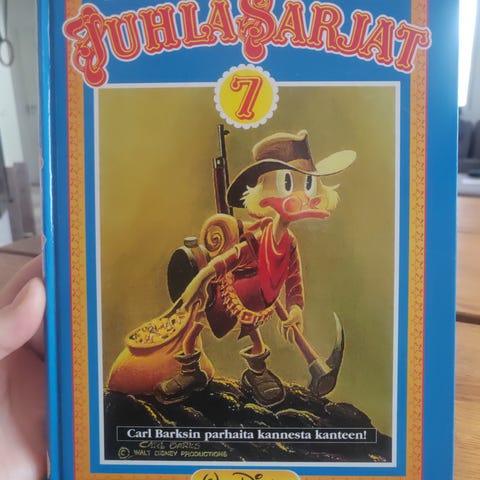 JUHLASARJAT
7
Carl Barksin parhaita kannesta kanteen!
CARL BARKS
© WALT DISNEY PRODUCTIONS